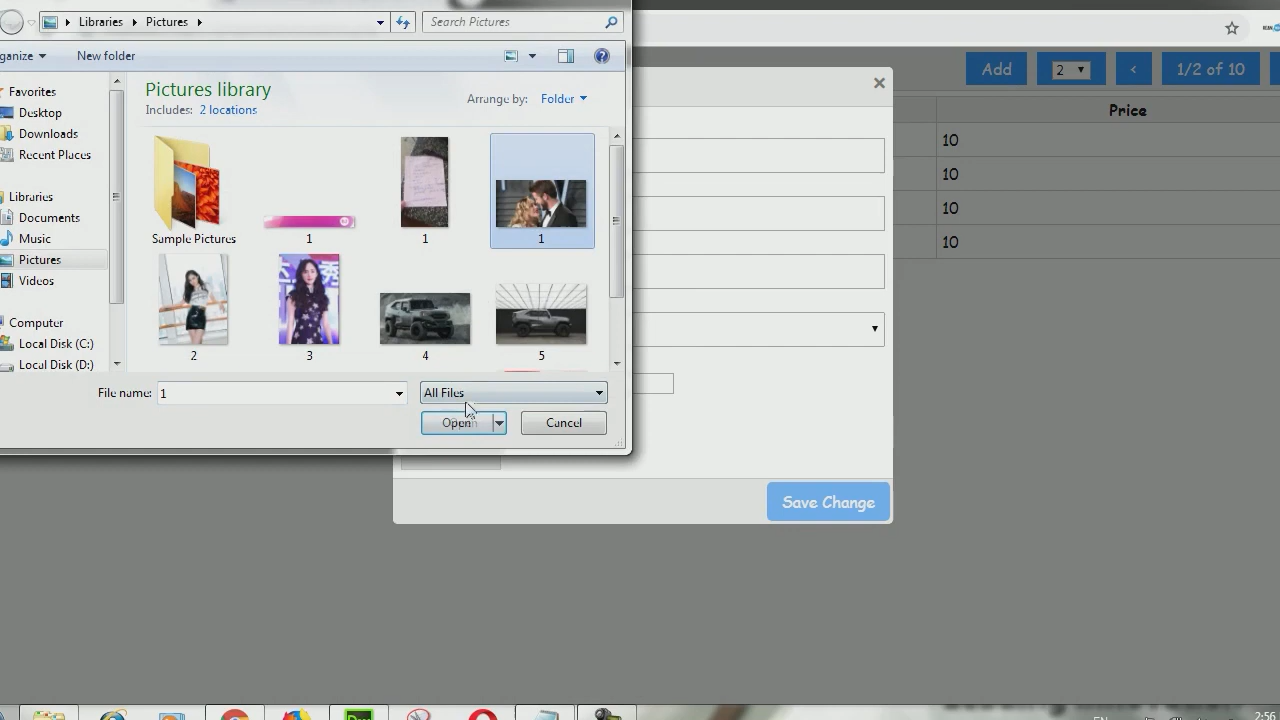 Libraries Pictures
Search Pictures
ganize
New folder
Favorites
Desktop
Downloads
Recent Places
Libraries
Documents
Music
Pictures
Videos
Computer
Local Disk (C:)
Local Disk (D:)
Pictures library
Includes: 2 locations
Arrange by: Folder
Sample Pictures
1
1
1
2
3
4
5
File name: 1
All Files
Open
Cancel
Add
2
<
1/2 of 10
Price
10
10
10
10
Save Change
EN
2:56